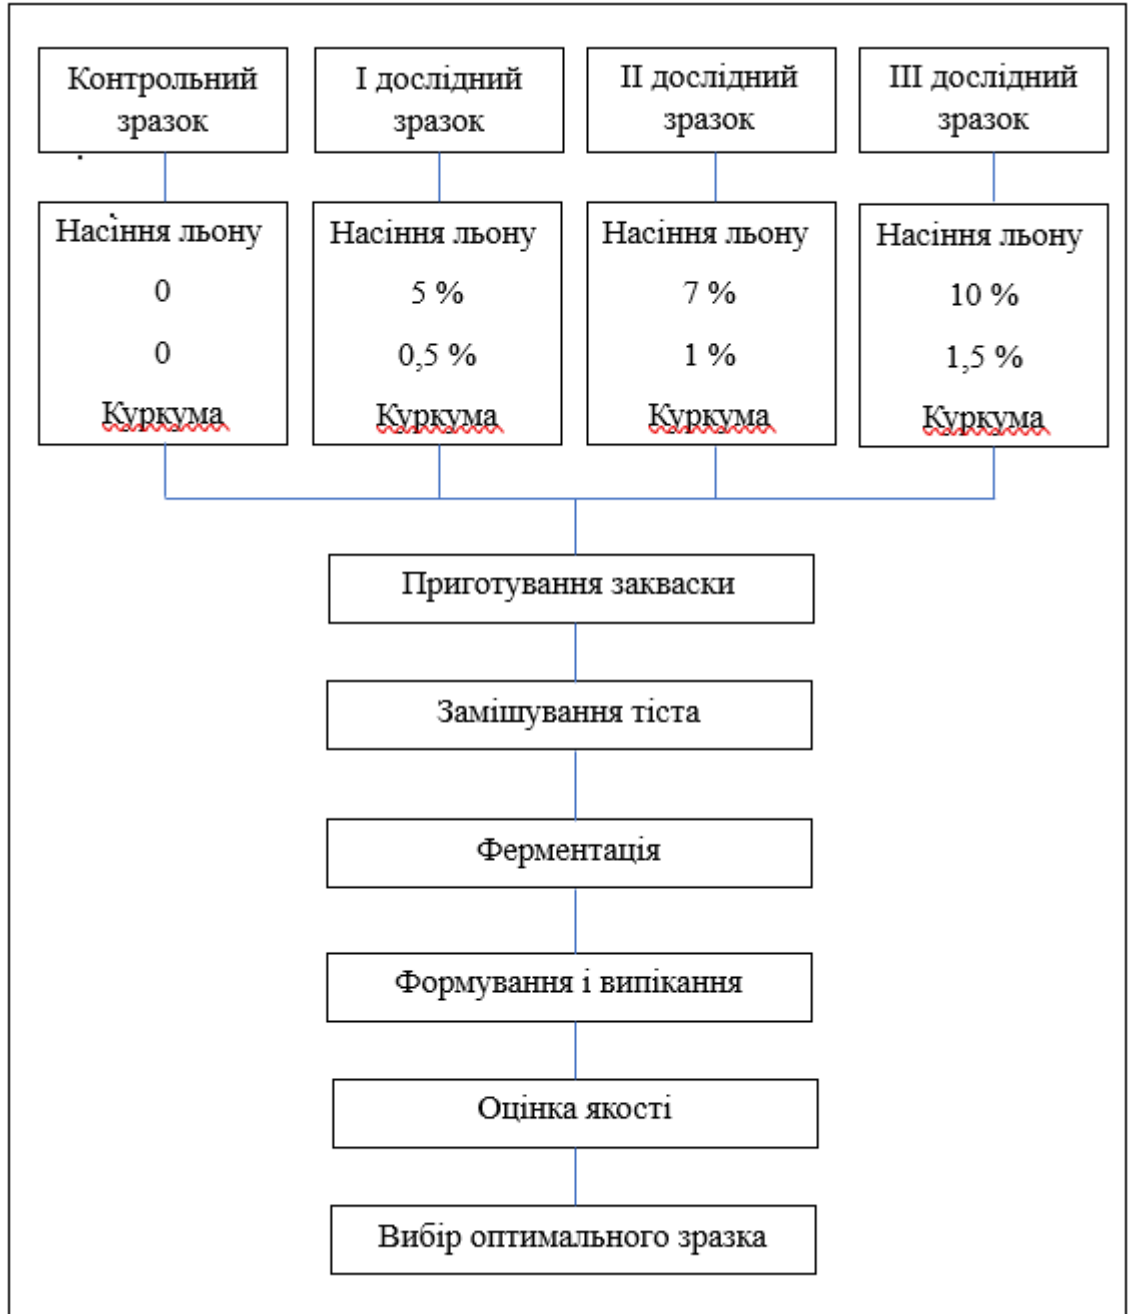 Контрольний
зразок
І дослідний
зразок
ІІ дослідний
зразок
ІІІ дослідний
зразок
Насіння льону
0
0
Куркума
Насіння льону
5 %
0,5 %
Куркума
Насіння льону
7 %
1 %
Куркума
Насіння льону
10 %
1,5 %
Куркума
Приготування закваски
Замішування тіста
Ферментація
Формування і випікання
Оцінка якості
Вибір оптимального зразка